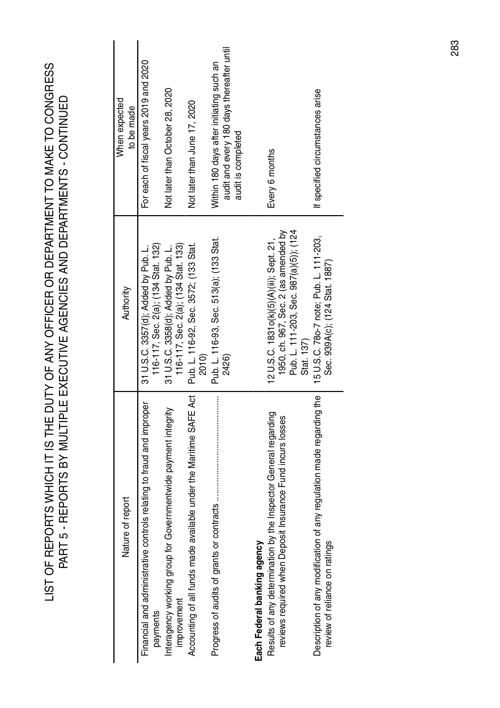 LIST OF REPORTS WHICH IT IS THE DUTY OF ANY OFFICER OR DEPARTMENT TO MAKE TO CONGRESS
PART 5 - REPORTS BY MULTIPLE EXECUTIVE AGENCIES AND DEPARTMENTS - CONTINUED
Nature of report
Authority
When expected
to be made
Financial and administrative controls relating to fraud and improper
payments
31 U.S.C. 3357(d); Added by Pub. L.
116-117, Sec. 2(a); (134 Stat. 132)
For each of fiscal years 2019 and 2020
Interagency working group for Governmentwide payment integrity
improvement
31 U.S.C. 3358(d); Added by Pub. L.
116-117, Sec. 2(a); (134 Stat. 133)
Not later than October 28, 2020
Accounting of all funds made available under the Maritime SAFE Act
Pub. L. 116-92, Sec. 3572; (133 Stat.
2010)
Not later than June 17, 2020
Progress of audits of grants or contracts ........................................
Pub. L. 116-93, Sec. 513(a); (133 Stat.
2426)
Within 180 days after initiating such an
audit and every 180 days thereafter until
audit is completed
Each Federal banking agency
Results of any determination by the Inspector General regarding
reviews required when Deposit Insurance Fund incurs losses
12 U.S.C. 1831o(k)(5)(A)(ii); Sept. 21,
1950, ch. 967, Sec. 2 (as amended by
Pub. L. 111-203, Sec. 987(a)(5)); (124
Stat. 137)
Every 6 months
Description of any modification of any regulation made regarding the
review of reliance on ratings
15 U.S.C. 78o-7 note; Pub. L. 111-203,
Sec. 939A(c); (124 Stat. 1887)
If specified circumstances arise
283